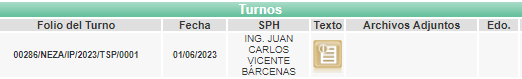 Turnos
Folio del Turno Fecha SPH Texto Archivos Adjuntos Edo.
ING. JUAN
CARLOS
00286/NEZA/IP/2023/TSP/0001 01/06/2023
VICENTE
BÁRCENAS